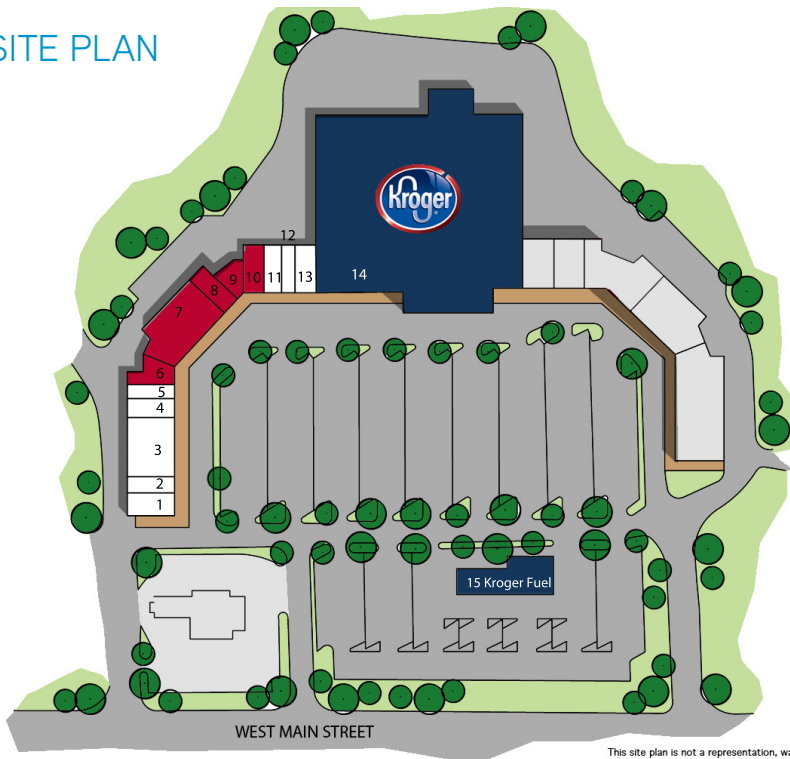 SITE PLAN
Kroger
12
10
11
13
14
9
8
7
6
5
4
3
2
1
15 Kroger Fuel
WEST MAIN STREET
This site plan is not a representation,